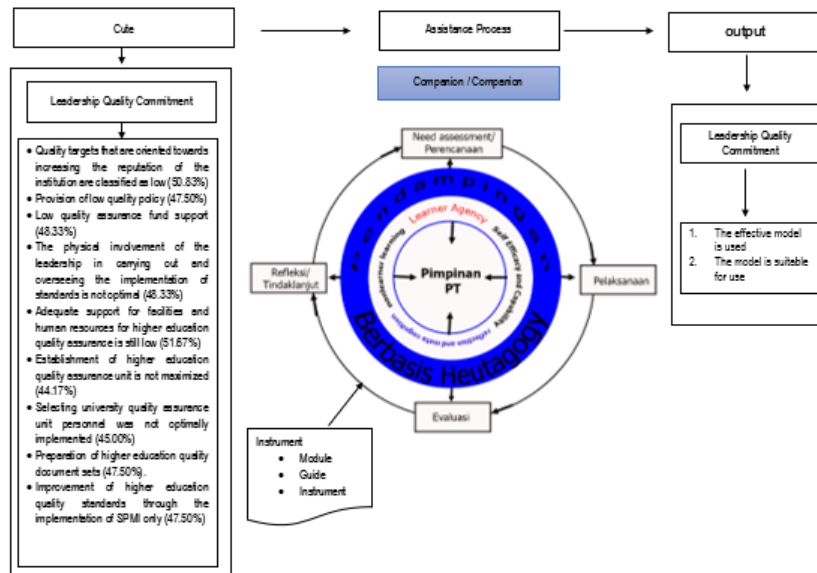 Cute
Assistance Process
output
Companion / Companion
Leadership Quality Commitment
• Quality targets that are oriented towards
increasing the reputation of the
institution are classified as low (50.83%)
• Provision of low quality policy (47.50%)
• Low quality assurance fund support
(48.33%)
• The physical involvement of the
leadership in carrying out and
overseeing the implementation of
standards is not optimal (48.33%)
• Adequate support for facilities and
human resources for higher education
quality assurance is still low (51.67%)
• Establishment of higher education
quality assurance unit is not maximized
(44.17%)
• Selecting university quality assurance
unit personnel was not optimally
implemented (45.00%)
• Preparation of higher education quality
document sets (47.50%).
• Improvement of higher education
quality standards through the
implementation of SPMI only (47.50%)
Need assessment/
Perencanaan
Pendampingan
Learner Agency
Self Efficacy and Capability
reflection and meta cognition
learning
Pimpinan
PT
Berbasis Heutagogy
Refleksi/
Tindaklanjut
Pelaksanaan
Evaluasi
Instrument
• Module
• Guide
• Instrument
Leadership Quality
Commitment
1. The effective model
is used
2. The model is suitable
for use